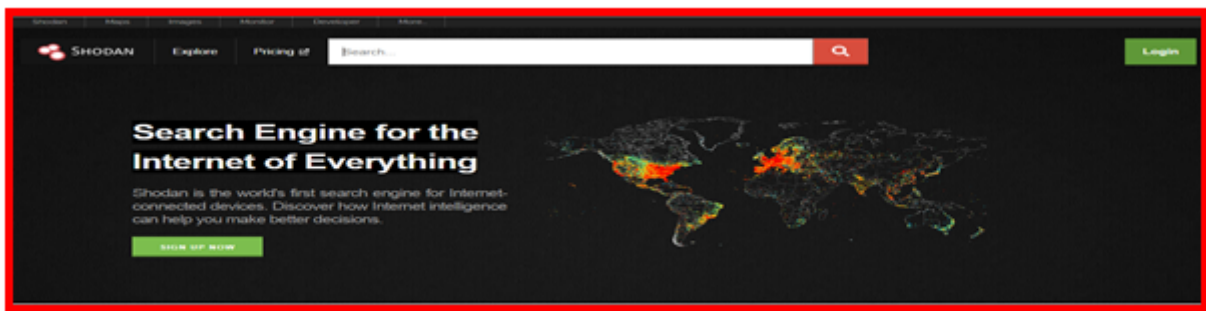 Shodan Maps Images Monitor Developer More...
SHODAN Explore Pricing Search... Login
Search Engine for the
Internet of Everything
Shodan is the world's first search engine for Internet-
connected devices. Discover how Internet intelligence
can help you make better decisions.
SIGN UP NOW